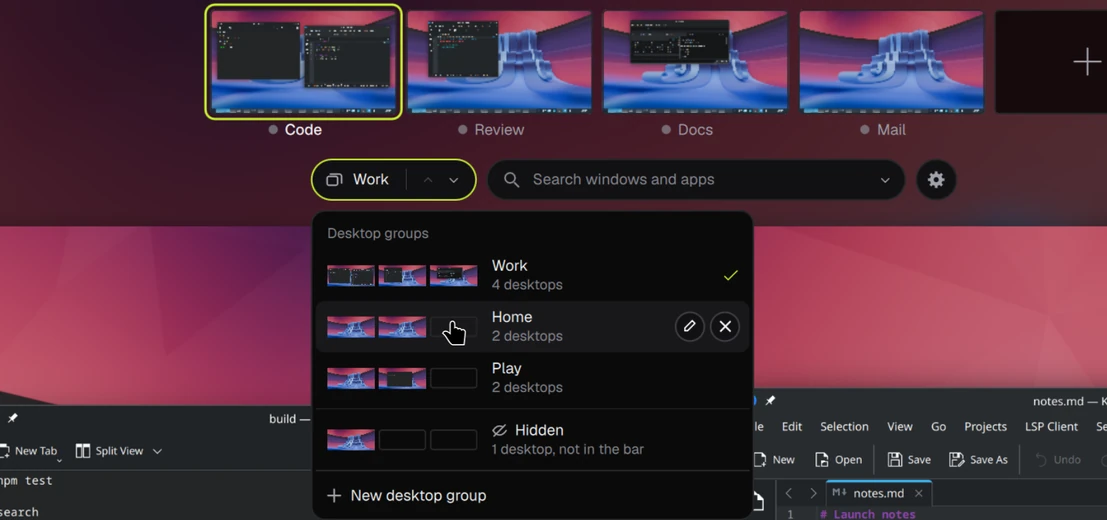 Code
Review
Docs
Mail
Work
Search windows and apps
Desktop groups
Work
4 desktops
Home
2 desktops
Play
2 desktops
Hidden
1 desktop, not in the bar
New desktop group
build —
New Tab
Split View
npm test
search
notes.md — K
le Edit Selection View Go Projects LSP Client Se
New Open Save Save As Undo
notes.md
1 # Launch notes